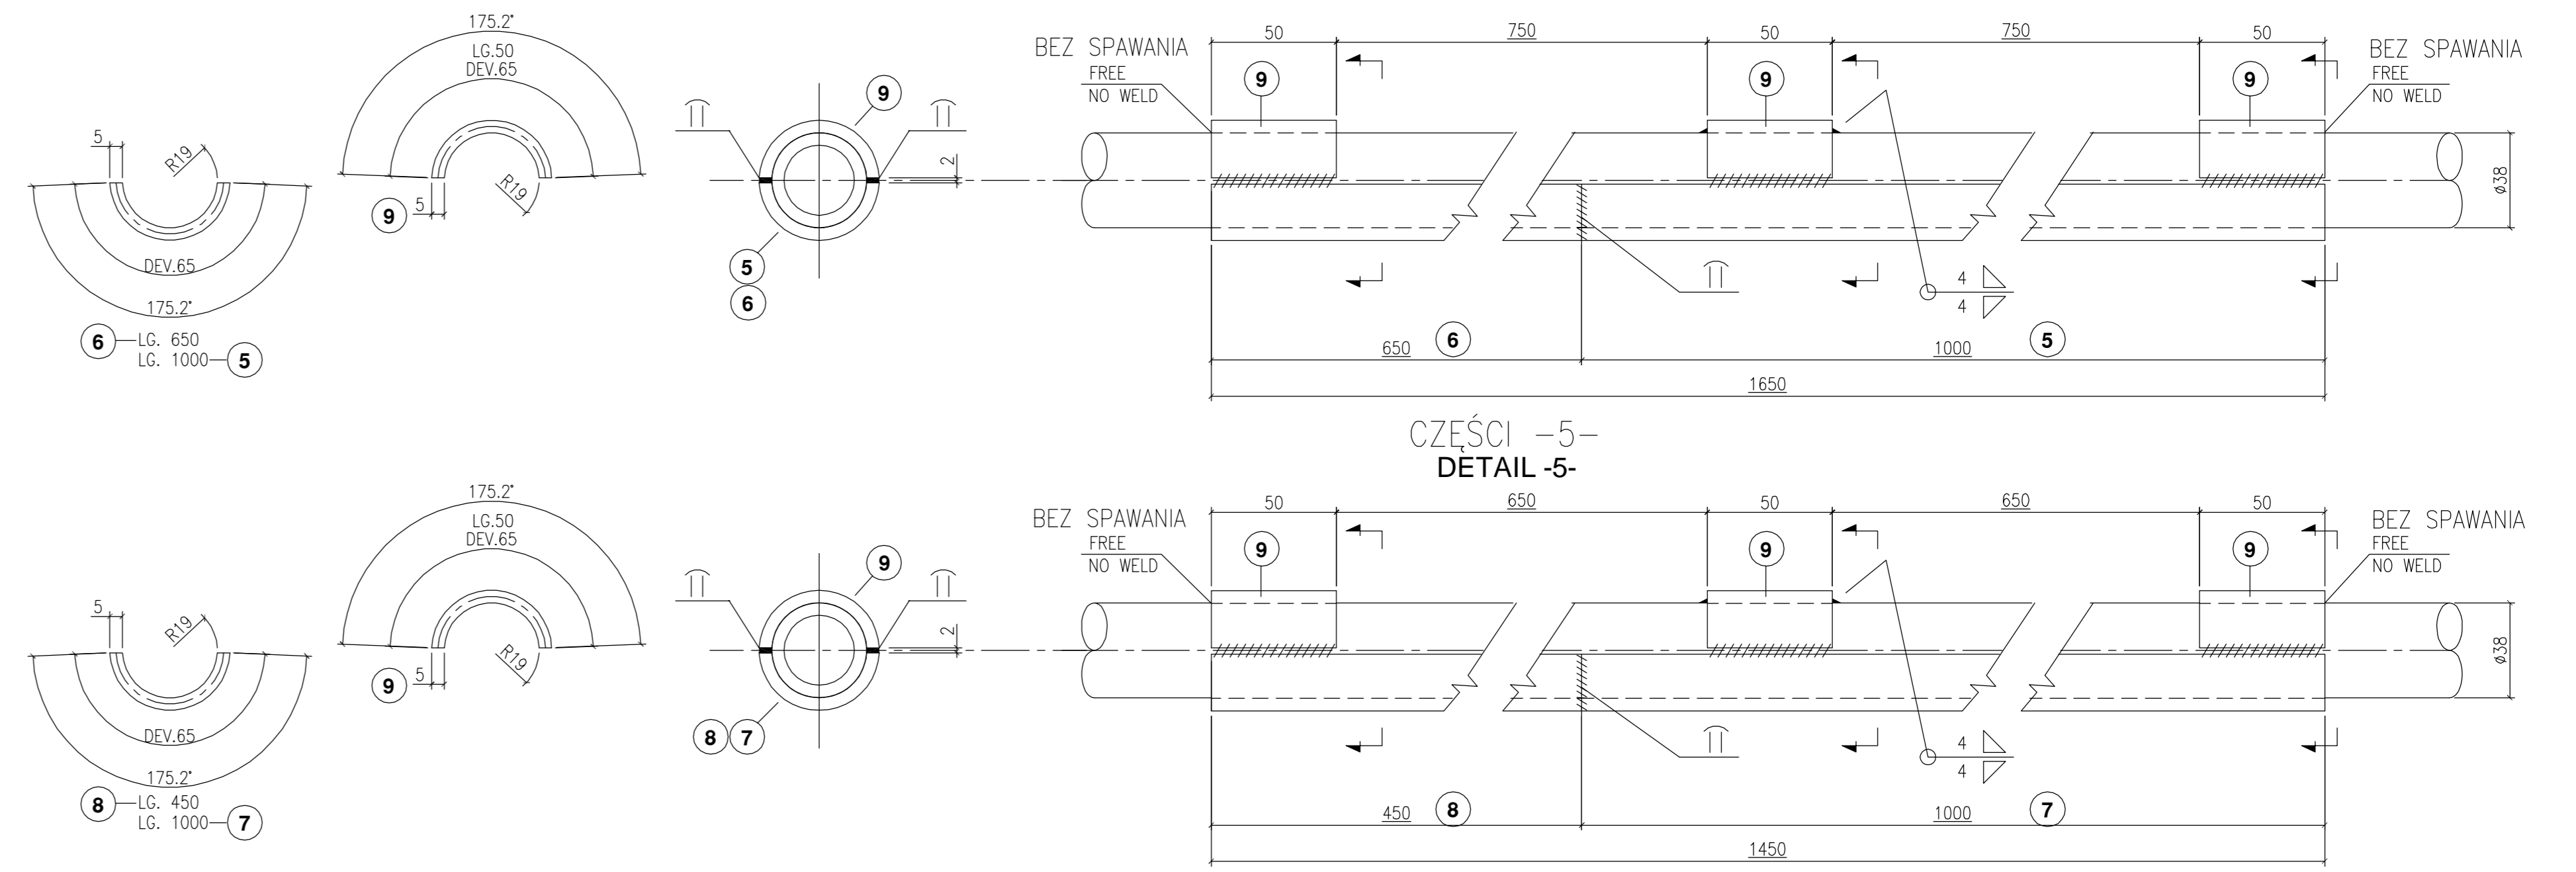 175.2°
LG.50
DEV.65
5
R19
R19
5
9
DEV.65
175.2°
6 LG. 650
LG. 1000 5
9
2
5
6
50 750 50 750 50
BEZ SPAWANIA
FREE
NO WELD
9 9 9
BEZ SPAWANIA
FREE
NO WELD
ø38
4
4
6 5
650 1000
1650
CZĘŚCI -5-
DETAIL -5-
175.2°
LG.50
DEV.65
5
R19
R19
5
9
DEV.65
175.2°
8 LG. 450
LG. 1000 7
9
2
8 7
50 650 50 650 50
BEZ SPAWANIA
FREE
NO WELD
9 9 9
BEZ SPAWANIA
FREE
NO WELD
ø38
4
4
450 8 1000 7
1450